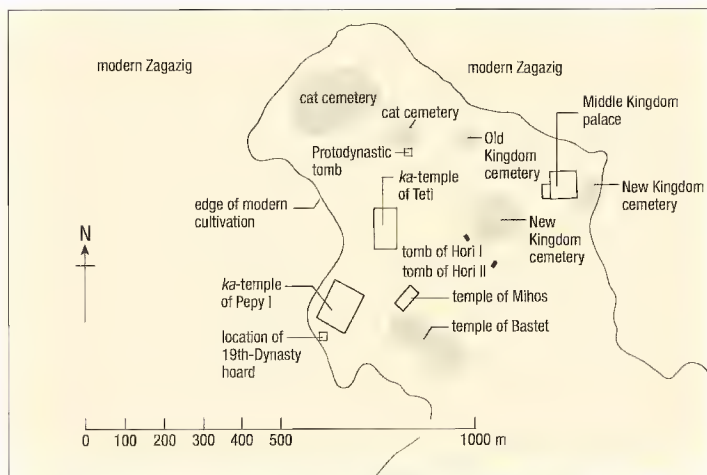 modern Zagazig
modern Zagazig
cat cemetery
cat cemetery
Middle Kingdom
palace
Protodynastic
tomb
Old
Kingdom
cemetery
ka-temple
of Teti
New Kingdom
cemetery
edge of modern
cultivation
New
Kingdom
cemetery
N
tomb of Hori I
tomb of Hori II
ka-temple
of Pepy I
temple of Mihos
temple of Bastet
location of
19th-Dynasty
hoard
0 100 200 300 400 500 1000 m